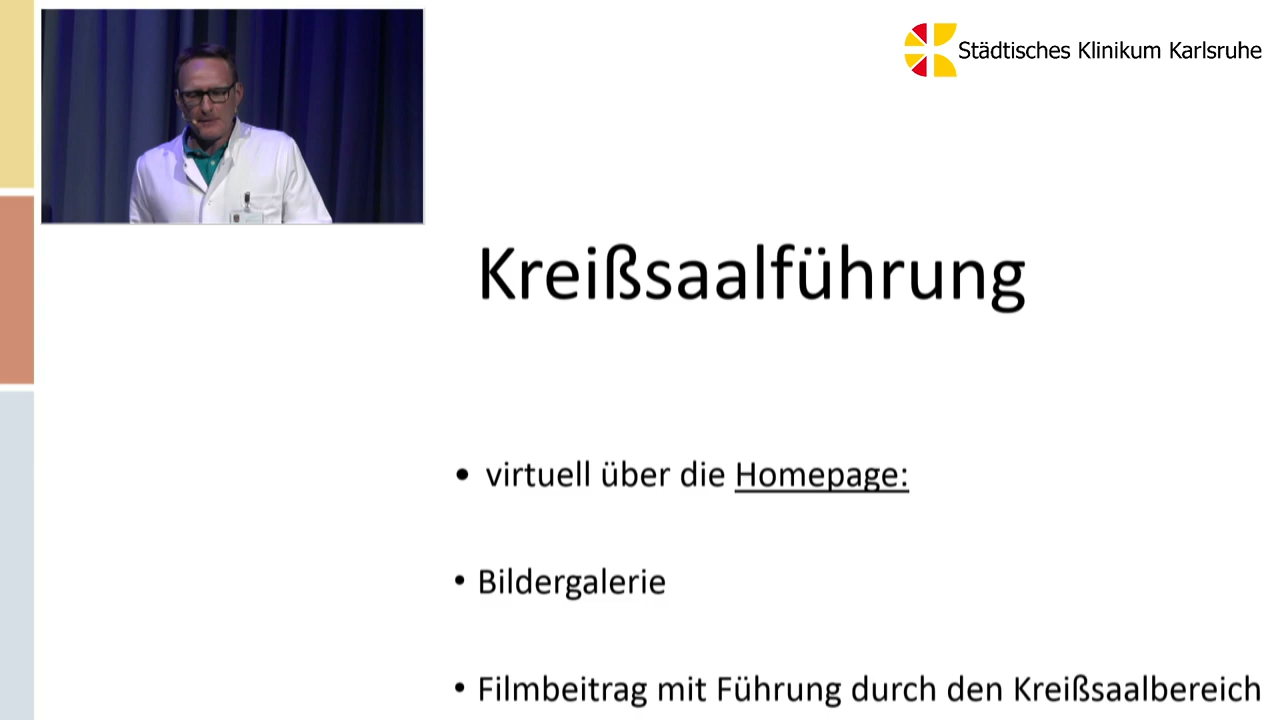 Städtisches Klinikum Karlsruhe
Kreißsaalführung
• virtuell über die Homepage:
• Bildergalerie
• Filmbeitrag mit Führung durch den Kreißsaalbereich